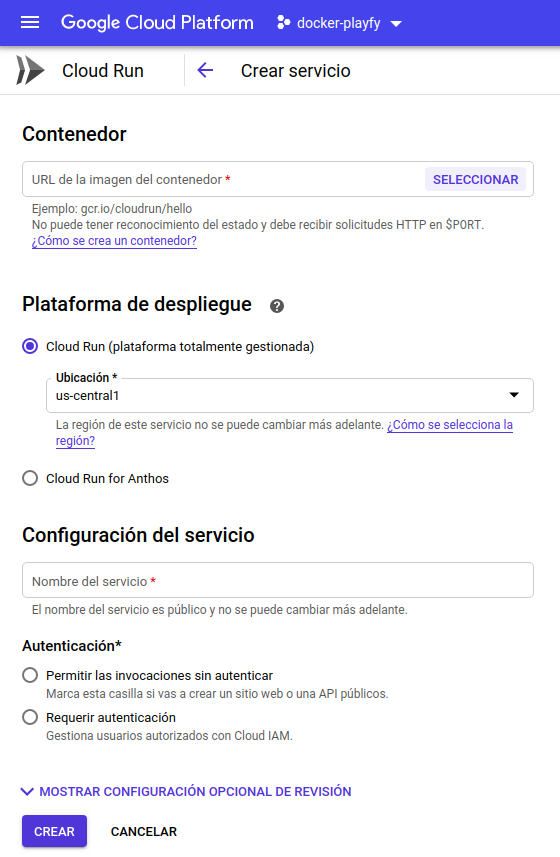 Google Cloud Platform docker-playfy
Cloud Run Crear servicio
Contenedor
URL de la imagen del contenedor * SELECCIONAR
Ejemplo: gcr.io/cloudrun/hello
No puede tener reconocimiento del estado y debe recibir solicitudes HTTP en $PORT.
¿Cómo se crea un contenedor?
Plataforma de despliegue ?
Cloud Run (plataforma totalmente gestionada)
Ubicación *
us-central1
La región de este servicio no se puede cambiar más adelante. ¿Cómo se selecciona la
región?
Cloud Run for Anthos
Configuración del servicio
Nombre del servicio *
El nombre del servicio es público y no se puede cambiar más adelante.
Autenticación*
Permitir las invocaciones sin autenticar
Marca esta casilla si vas a crear un sitio web o una API públicos.
Requerir autenticación
Gestiona usuarios autorizados con Cloud IAM.
MOSTRAR CONFIGURACIÓN OPCIONAL DE REVISIÓN
CREAR CANCELAR